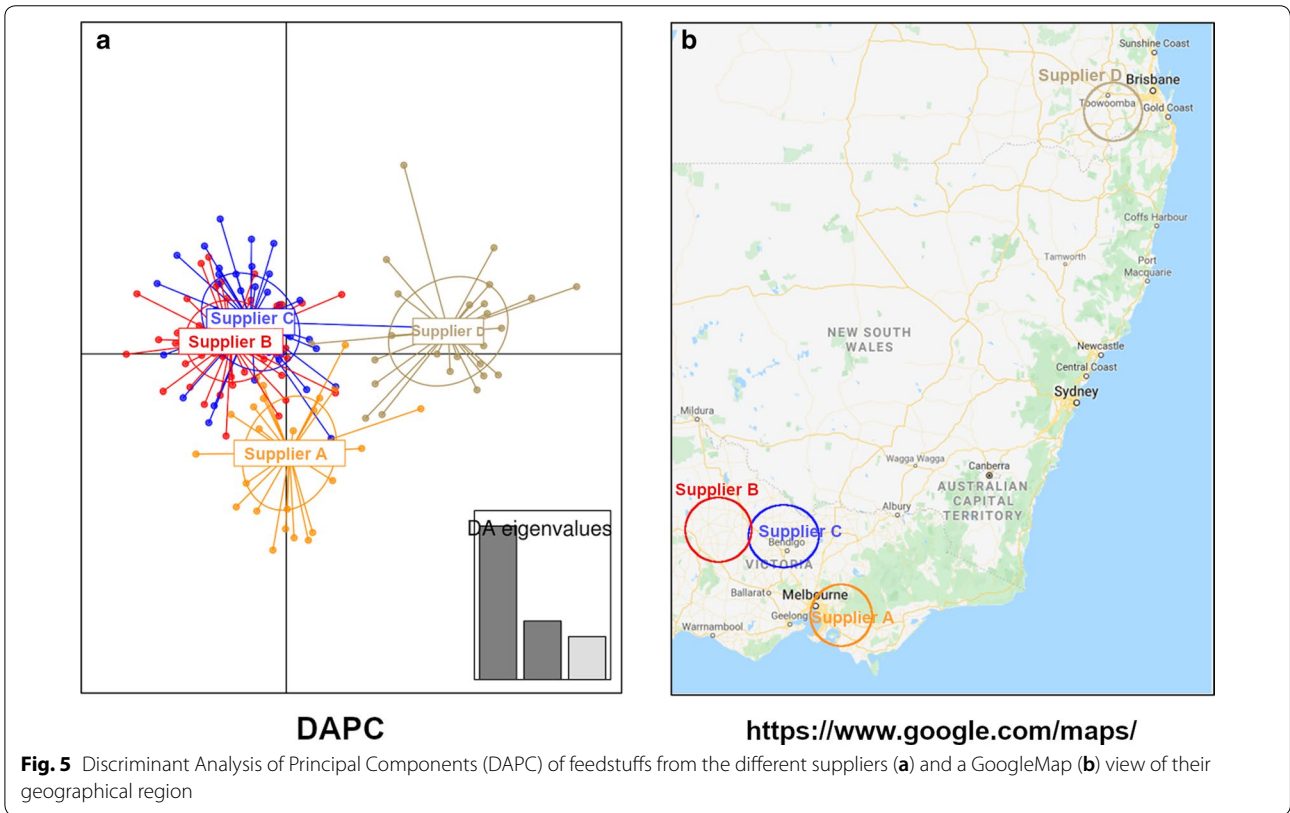 a
Supplier C
Supplier B
Supplier D
Supplier A
DA eigenvalues
DAPC
b
Sunshine Coast
Supplier D
Brisbane
Toowoomba
Gold Coast
Coffs Harbour
Tamworth
Port
Macquarie
NEW SOUTH
WALES
Newcastle
Central Coast
Sydney
Mildura
Wagga Wagga
Canberra
AUSTRALIAN
CAPITAL
TERRITORY
Supplier B
Albury
Supplier C
Bendigo
VICTORIA
Ballarat
Melbourne
Geelong
Supplier A
Warrnambool
https://www.google.com/maps/
Fig. 5 Discriminant Analysis of Principal Components (DAPC) of feedstuffs from the different suppliers (a) and a GoogleMap (b) view of their
geographical region